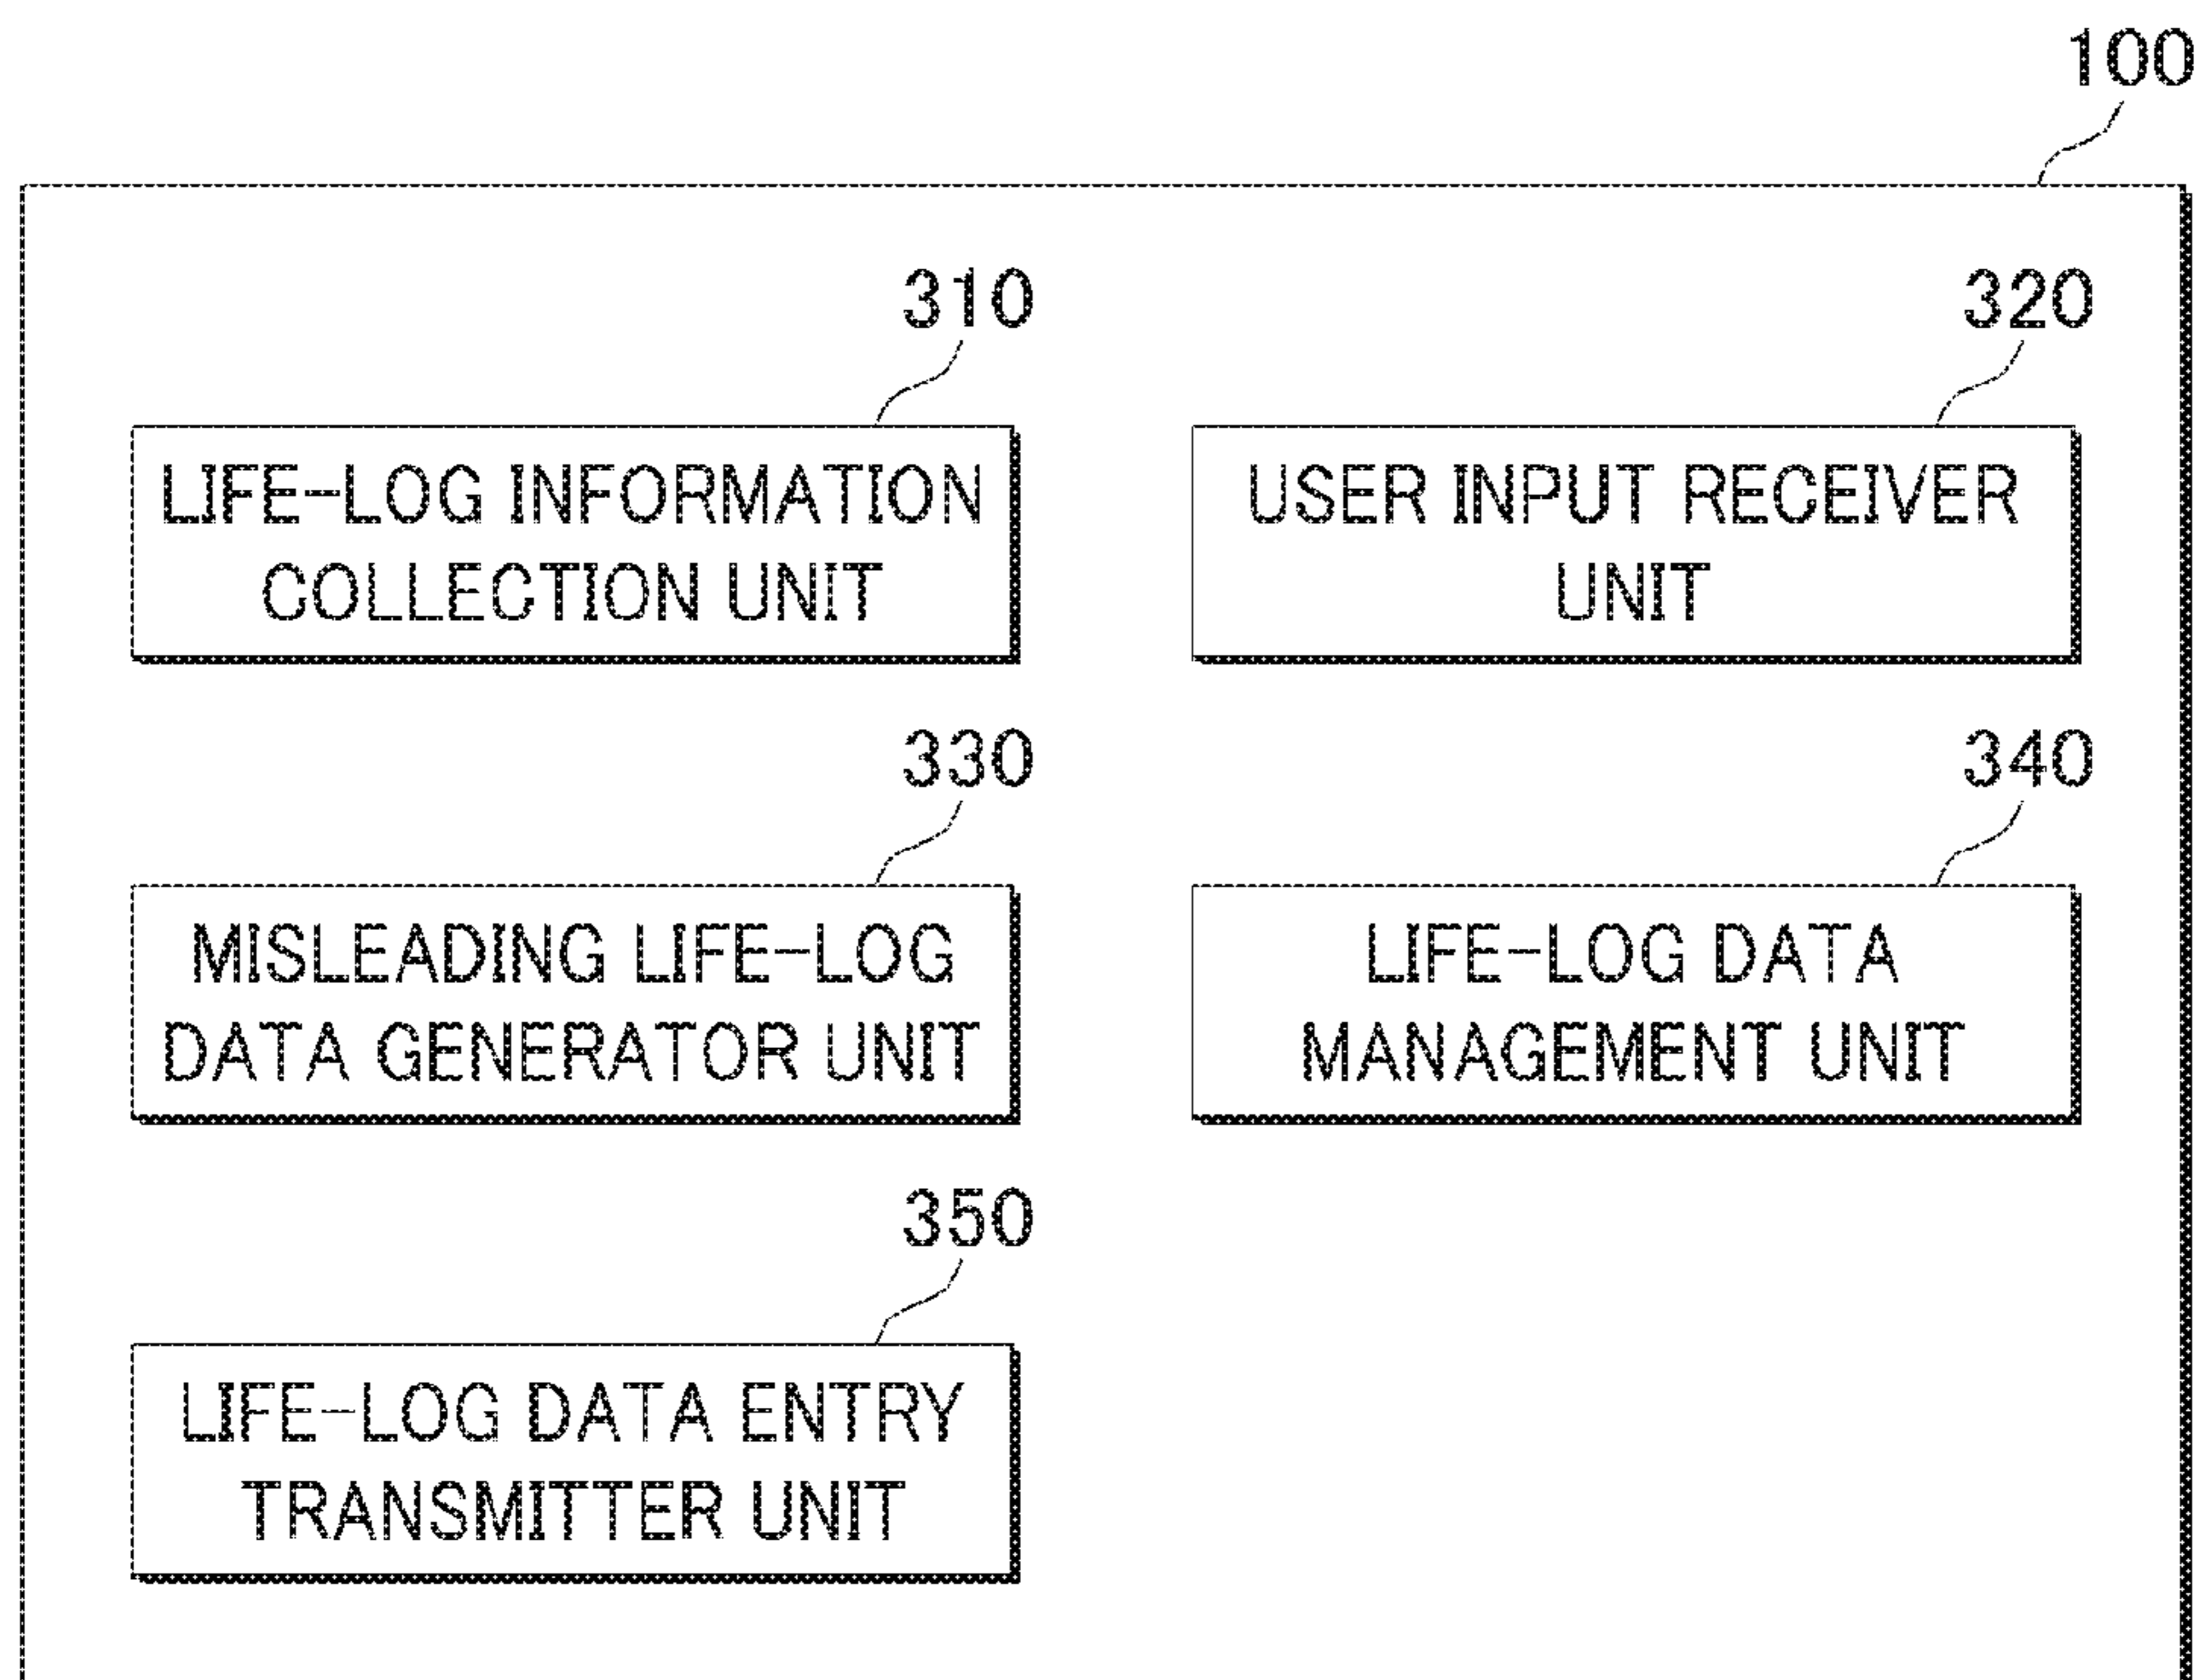 100
310
LIFE-LOG INFORMATION
COLLECTION UNIT
320
USER INPUT RECEIVER
UNIT
330
MISLEADING LIFE-LOG
DATA GENERATOR UNIT
340
LIFE-LOG DATA
MANAGEMENT UNIT
350
LIFE-LOG DATA ENTRY
TRANSMITTER UNIT